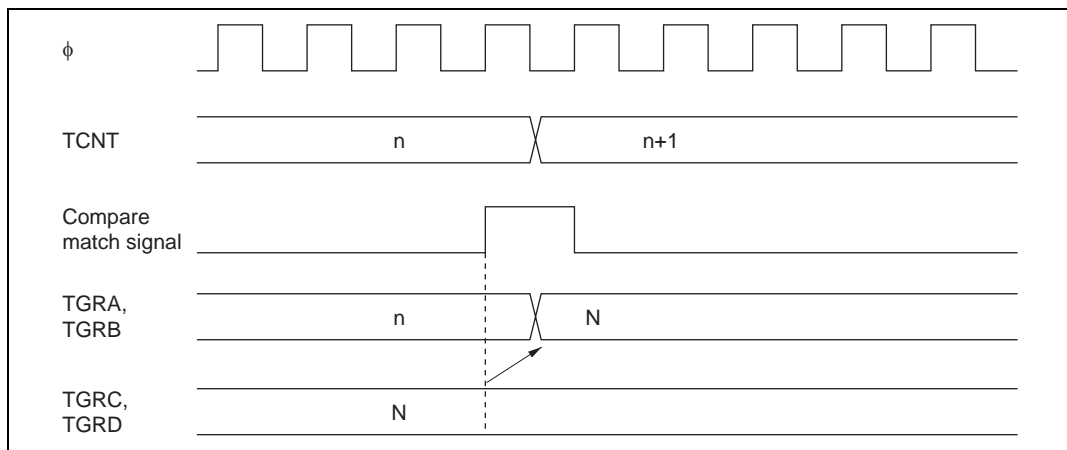 ϕ
TCNT
n
n+1
Compare
match signal
TGRA,
TGRB
n
N
TGRC,
TGRD
N